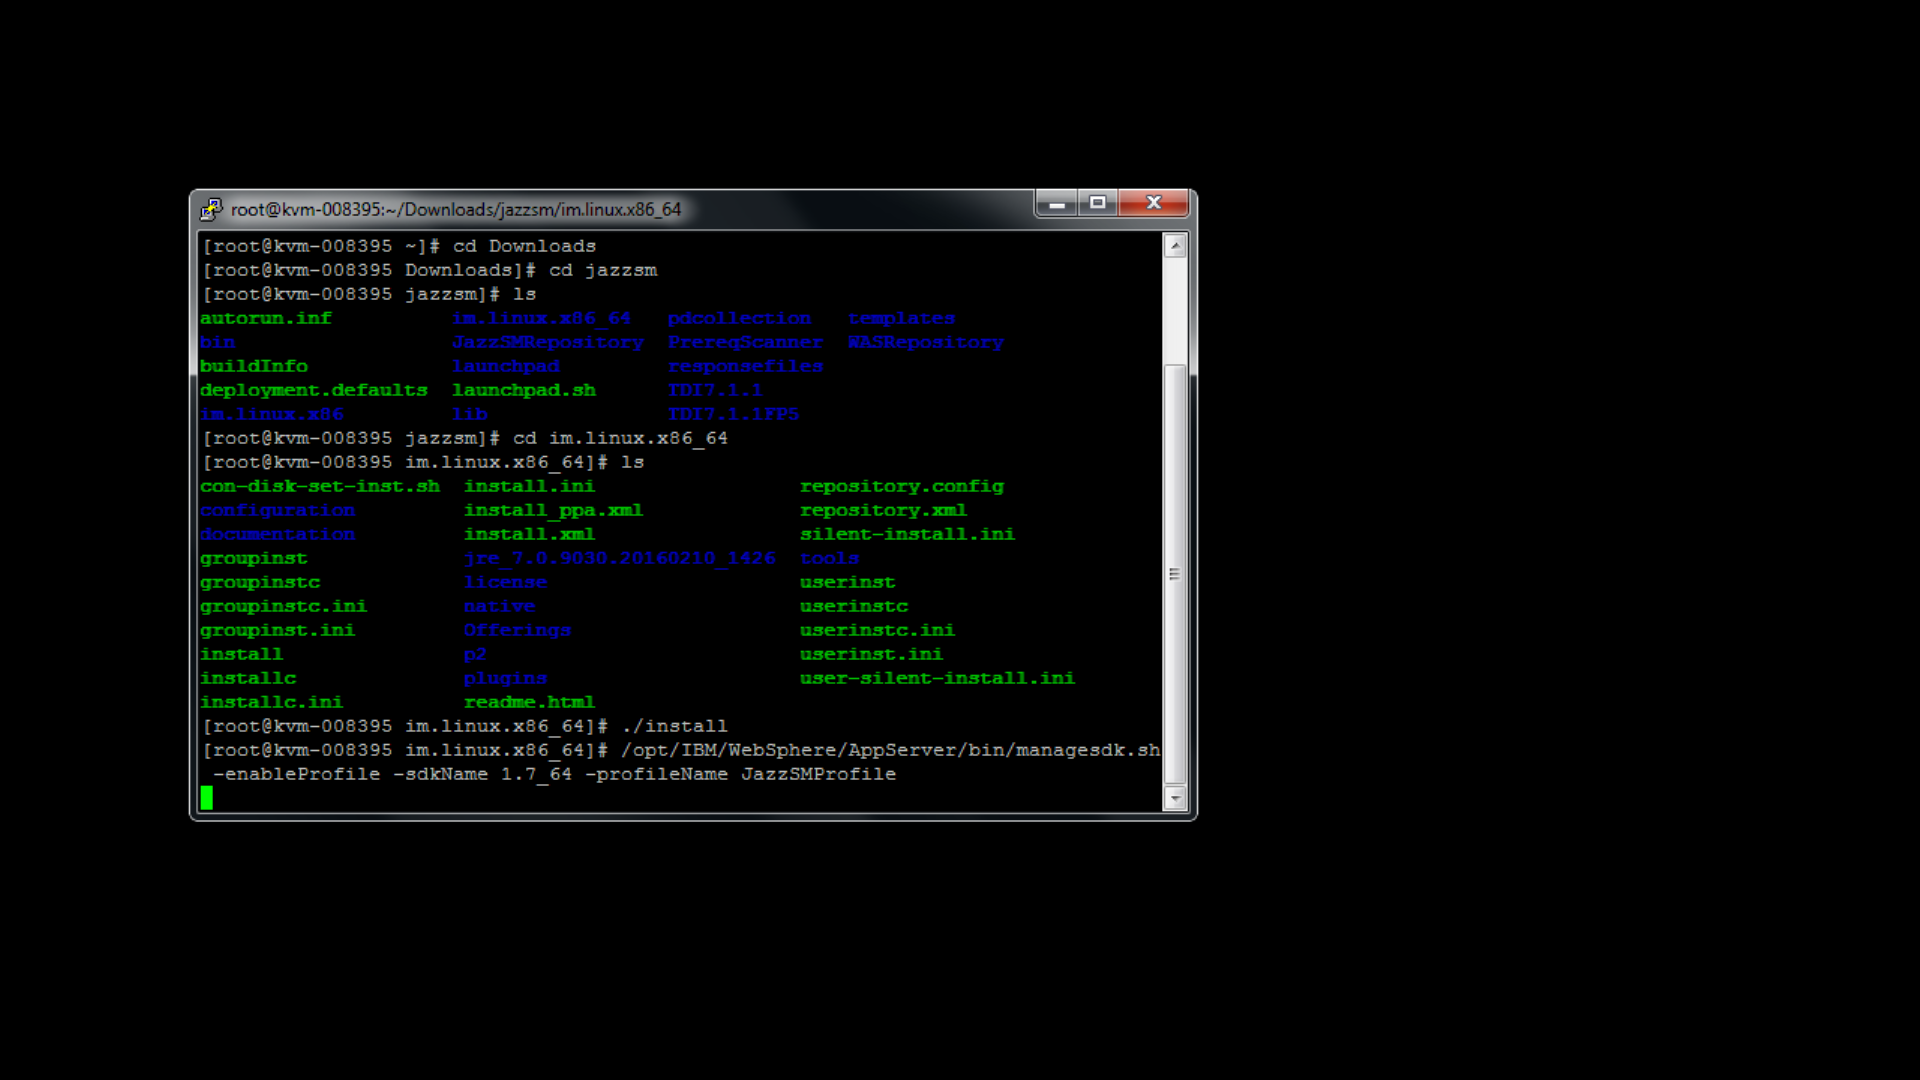 root@kvm-008395:~/Downloads/jazzsm/im.linux.x86_64
[root@kvm-008395 ~]# cd Downloads
[root@kvm-008395 Downloads]# cd jazzsm
[root@kvm-008395 jazzsm]# ls
autorun.inf im.linux.x86_64 pdcollection templates
bin JazzSMRepository PrereqScanner WASRepository
buildInfo launchpad responsefiles
deployment.defaults launchpad.sh TDI7.1.1
im.linux.x86 lib TDI7.1.1FP5
[root@kvm-008395 jazzsm]# cd im.linux.x86_64
[root@kvm-008395 im.linux.x86_64]# ls
con-disk-set-inst.sh install.ini repository.config
configuration install_ppa.xml repository.xml
documentation install.xml silent-install.ini
groupinst jre_7.0.9030.20160210_1426 tools
groupinstc license userinst
groupinstc.ini native userinstc
groupinst.ini Offerings userinstc.ini
install p2 userinst.ini
installc plugins user-silent-install.ini
installc.ini readme.html
[root@kvm-008395 im.linux.x86_64]# ./install
[root@kvm-008395 im.linux.x86_64]# /opt/IBM/WebSphere/AppServer/bin/managesdk.sh
-enableProfile -sdkName 1.7_64 -profileName JazzSMProfile